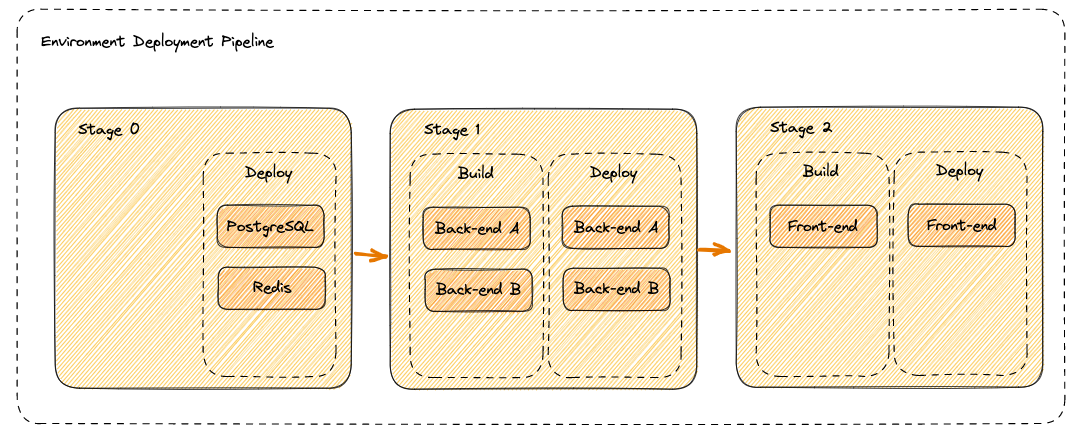 Environment Deployment Pipeline
Stage 0
Deploy
PostgreSQL
Redis
Stage 1
Build
Back-end A
Back-end B
Deploy
Back-end A
Back-end B
Stage 2
Build
Front-end
Deploy
Front-end